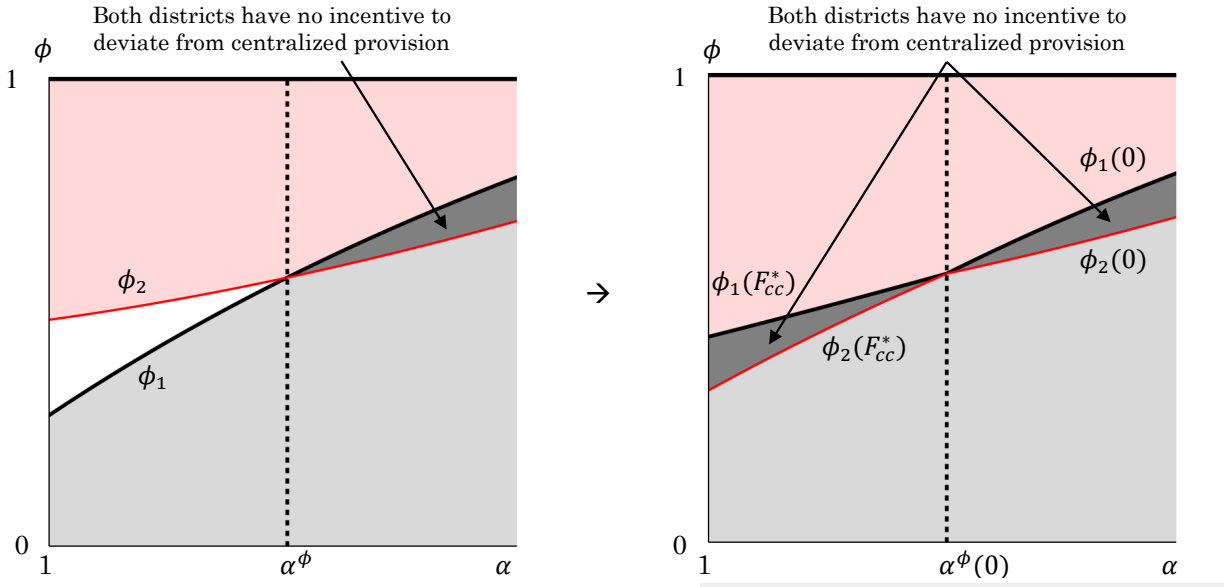 Both districts have no incentive to
deviate from centralized provision
ϕ
1
ϕ₂
ϕ₁
0
1
α^ϕ
α
→
Both districts have no incentive to
deviate from centralized provision
ϕ
1
ϕ₁(0)
ϕ₂(0)
ϕ₁(F*cc)
ϕ₂(F*cc)
0
1
α^ϕ(0)
α